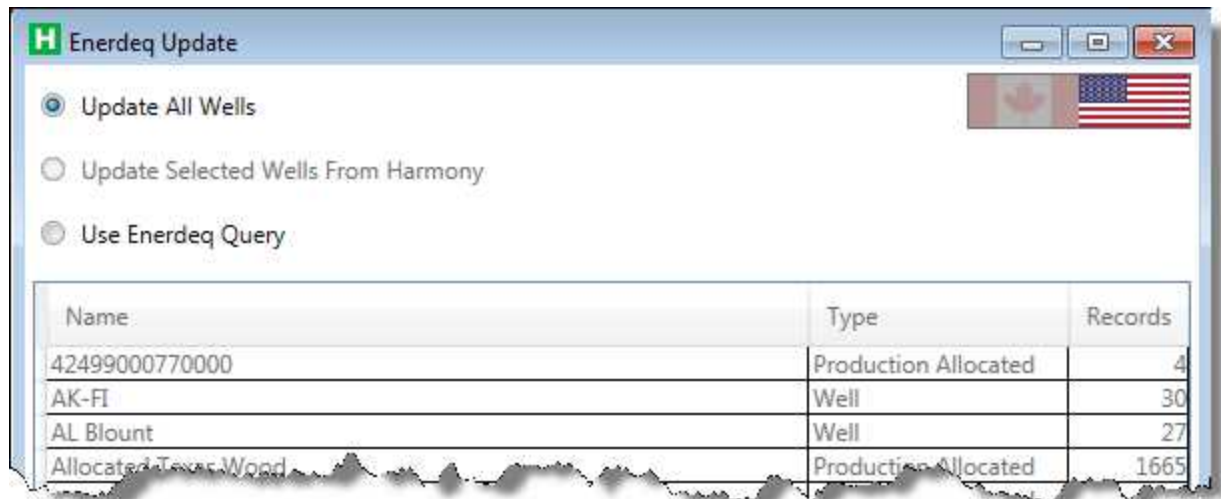 H Enerdeq Update
Update All Wells
Update Selected Wells From Harmony
Use Enerdeq Query
Name Type Records
42499000770000 Production Allocated 4
AK-FI Well 30
AL Blount Well 27
Allocated Texas Wood Production Allocated 1665